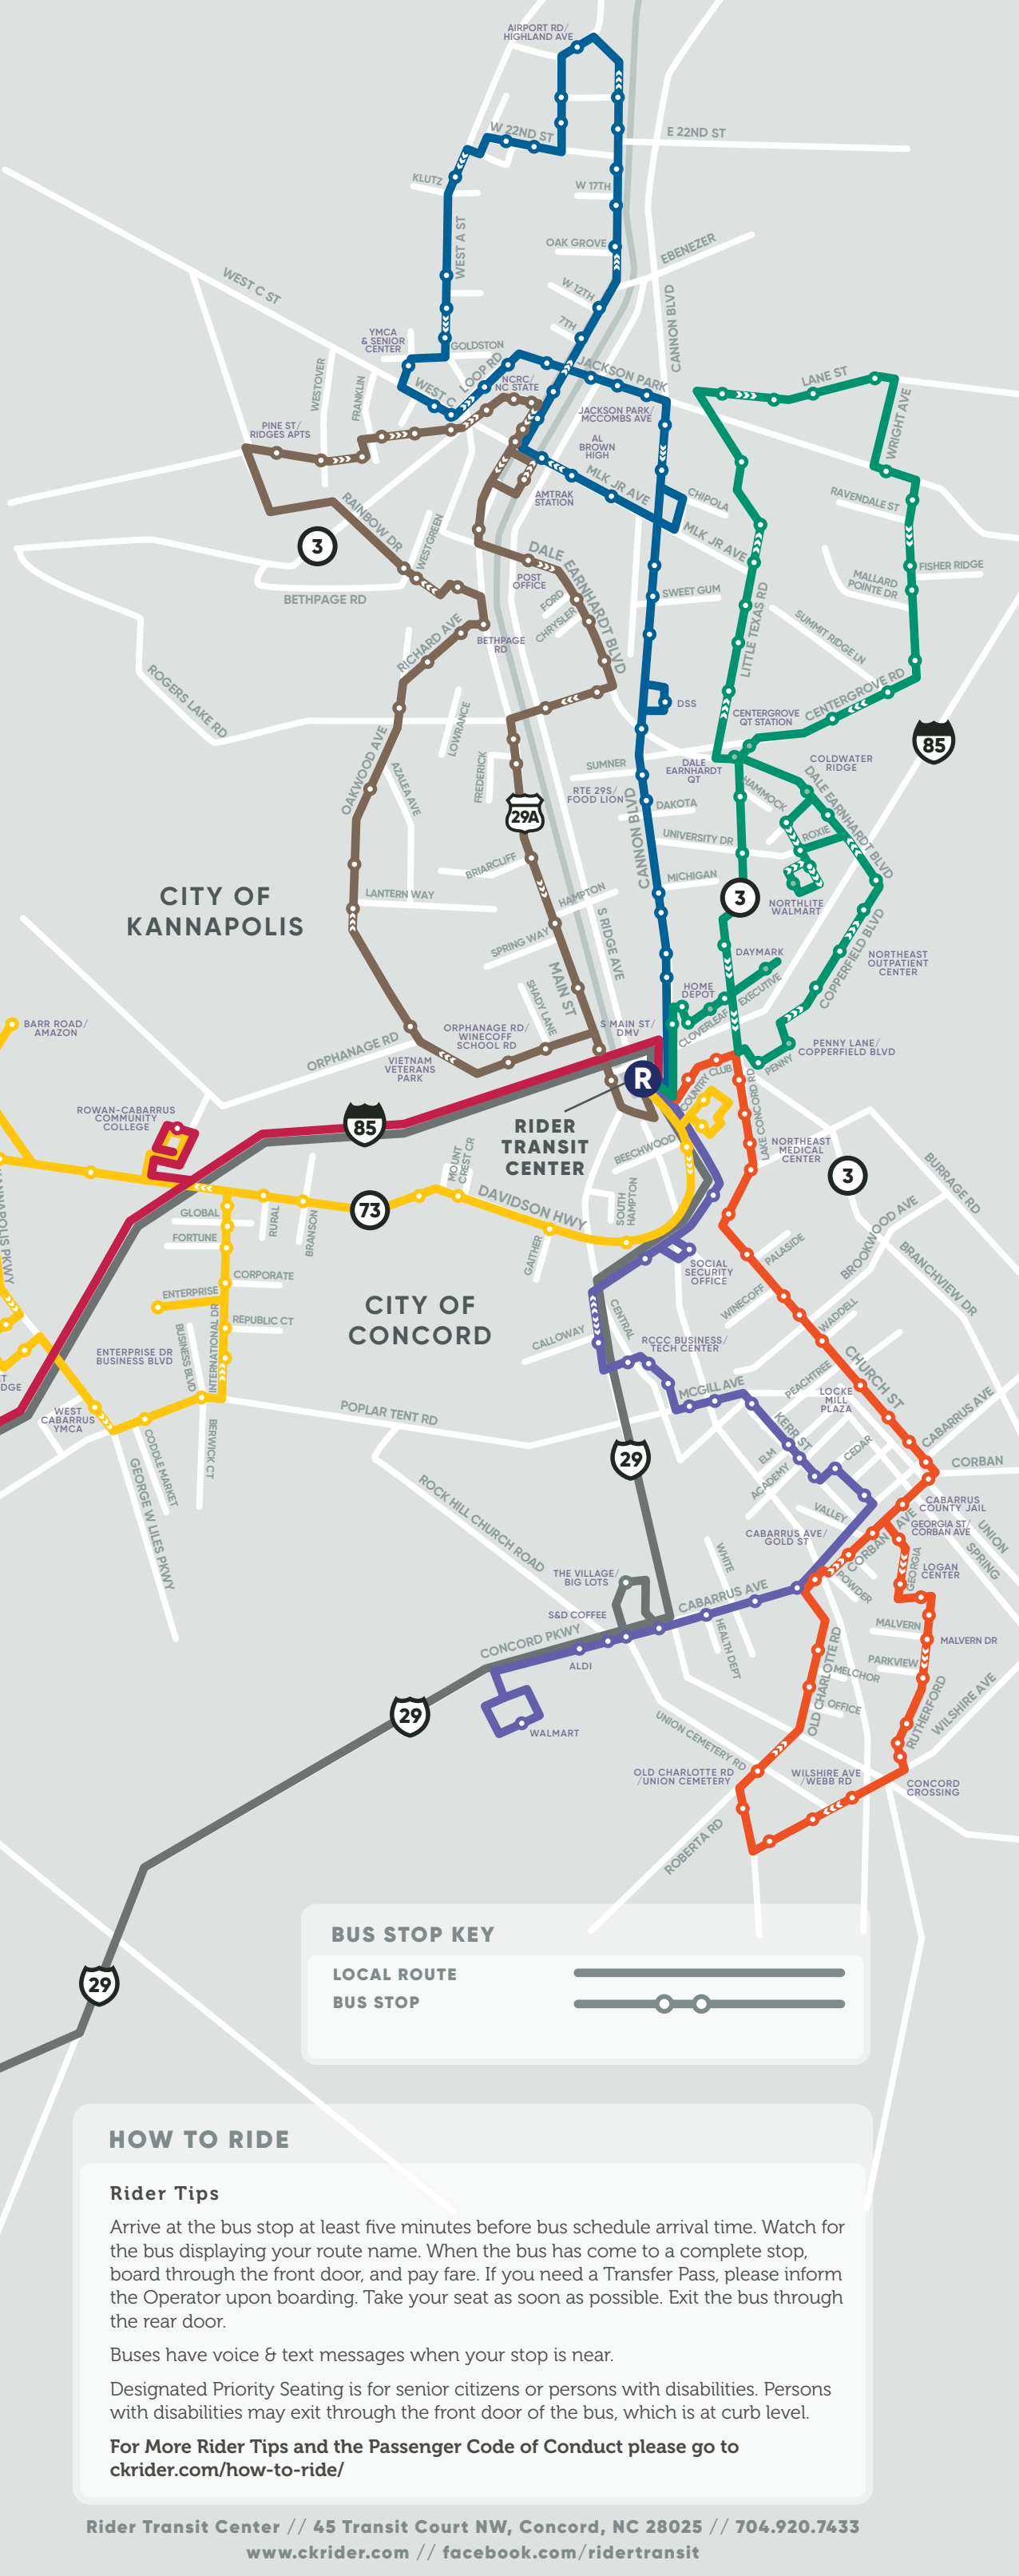 AIRPORT RD/
HIGHLAND AVE
W 22ND ST
E 22ND ST
KLUTZ
W 17TH
WEST A ST
OAK GROVE
EBENEZER
WEST C ST
W 12TH
CANNON BLVD
7TH
YMCA
& SENIOR
CENTER
GOLDSTON
LOOP RD
JACKSON PARK
LANE ST
WESTOVER
FRANKLIN
WEST C
NCRC/
NC STATE
WRIGHT AVE
JACKSON PARK/
MCCOMBS AVE
PINE ST/
RIDGES APTS
AL
BROWN
HIGH
MLK JR AVE
AMTRAK
STATION
CHIPOLA
RAVENDALE ST
RAINBOW DR
WESTGREEN
MLK JR AVE
3
DALE EARNHARDT BLVD
FISHER RIDGE
POST
OFFICE
MALLARD
POINTE DR
BETHPAGE RD
FORD
CHRYSLER
SWEET GUM
LITTLE TEXAS RD
SUMMIT RIDGE LN
RICHARD AVE
BETHPAGE
RD
ROGERS LAKE RD
CENTERGROVE RD
DSS
LOWRANCE
CENTERGROVE
QT STATION
85
OAKWOOD AVE
AZALEA AVE
FREDERICK
SUMNER
DALE
EARNHARDT
QT
COLDWATER
RIDGE
RTE 29S/
FOOD LION
HAMMOCK
DALE EARNHARDT BLVD
29A
CANNON BLVD
DAKOTA
UNIVERSITY DR
ROXIE
BRIARCLIFF
MICHIGAN
CITY OF
KANNAPOLIS
LANTERN WAY
HAMPTON
3
NORTHLITE
WALMART
S RIDGE AVE
SPRING WAY
DAYMARK
COPPERFIELD BLVD
NORTHEAST
OUTPATIENT
CENTER
MAIN ST
SHADY LANE
HOME
DEPOT
EXECUTIVE
CLOVERLEAF
BARR ROAD/
AMAZON
ORPHANAGE RD
ORPHANAGE RD/
WINECOFF
SCHOOL RD
S MAIN ST/
DMV
PENNY LANE/
COPPERFIELD BLVD
VIETNAM
VETERANS
PARK
PENNY
COUNTRY CLUB
R
LAKE CONCORD RD
ROWAN-CABARRUS
COMMUNITY
COLLEGE
85
RIDER
TRANSIT
CENTER
BEECHWOOD
NORTHEAST
MEDICAL
CENTER
MOUNT
CREST CR
3
BURRAGE RD
DAVIDSON HWY
SOUTH
HAMPTON
73
GLOBAL
RURAL
BRANSON
FORTUNE
GAITHER
BROOKWOOD AVE
BRANCHVIEW DR
PALASIDE
SOCIAL
SECURITY
OFFICE
CORPORATE
ENTERPRISE
CITY OF
CONCORD
WINECOFF
WADDELL
CENTRAL
REPUBLIC CT
CALLOWAY
RCCC BUSINESS/
TECH CENTER
INTERNATIONAL DR
BUSINESS BLVD
ENTERPRISE DR
BUSINESS BLVD
CHURCH ST
MCGILL AVE
PEACHTREE
LOCKE
MILL
PLAZA
WEST
CABARRUS
YMCA
POPLAR TENT RD
CABARRUS AVE
BERWICK CT
CODDLE MARKET
GEORGE W LILES PKWY
29
KERR ST
ELM
CEDAR
ACADEMY
CORBAN
ROCK HILL CHURCH ROAD
VALLEY
CABARRUS
COUNTY JAIL
GEORGIA ST/
CORBAN AVE
CABARRUS AVE/
GOLD ST
CORBAN AVE
UNION
SPRING
WHITE
GEORGIA
LOGAN
CENTER
THE VILLAGE/
BIG LOTS
POWDER
CABARRUS AVE
S&D COFFEE
MALVERN
MALVERN DR
CONCORD PKWY
HEALTH DEPT
PARKVIEW
ALDI
OLD CHARLOTTE RD
MELCHOR
OFFICE
29
WALMART
RUTHERFORD
WILSHIRE AVE
UNION CEMETERY RD
OLD CHARLOTTE RD
/UNION CEMETERY
WILSHIRE AVE
/WEBB RD
CONCORD
CROSSING
ROBERTA RD
BUS STOP KEY
LOCAL ROUTE
BUS STOP
29
HOW TO RIDE
Rider Tips
Arrive at the bus stop at least five minutes before bus schedule arrival time. Watch for
the bus displaying your route name. When the bus has come to a complete stop,
board through the front door, and pay fare. If you need a Transfer Pass, please inform
the Operator upon boarding. Take your seat as soon as possible. Exit the bus through
the rear door.
Buses have voice & text messages when your stop is near.
Designated Priority Seating is for senior citizens or persons with disabilities. Persons
with disabilities may exit through the front door of the bus, which is at curb level.
For More Rider Tips and the Passenger Code of Conduct please go to
ckrider.com/how-to-ride/
Rider Transit Center // 45 Transit Court NW, Concord, NC 28025 // 704.920.7433
www.ckrider.com // facebook.com/ridertransit